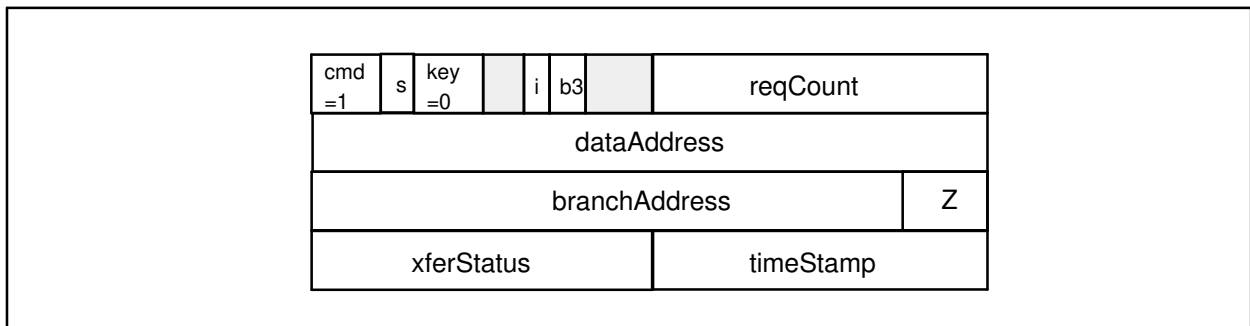 cmd
=1
s
key
=0
i
b3
reqCount
dataAddress
branchAddress
Z
xferStatus
timeStamp